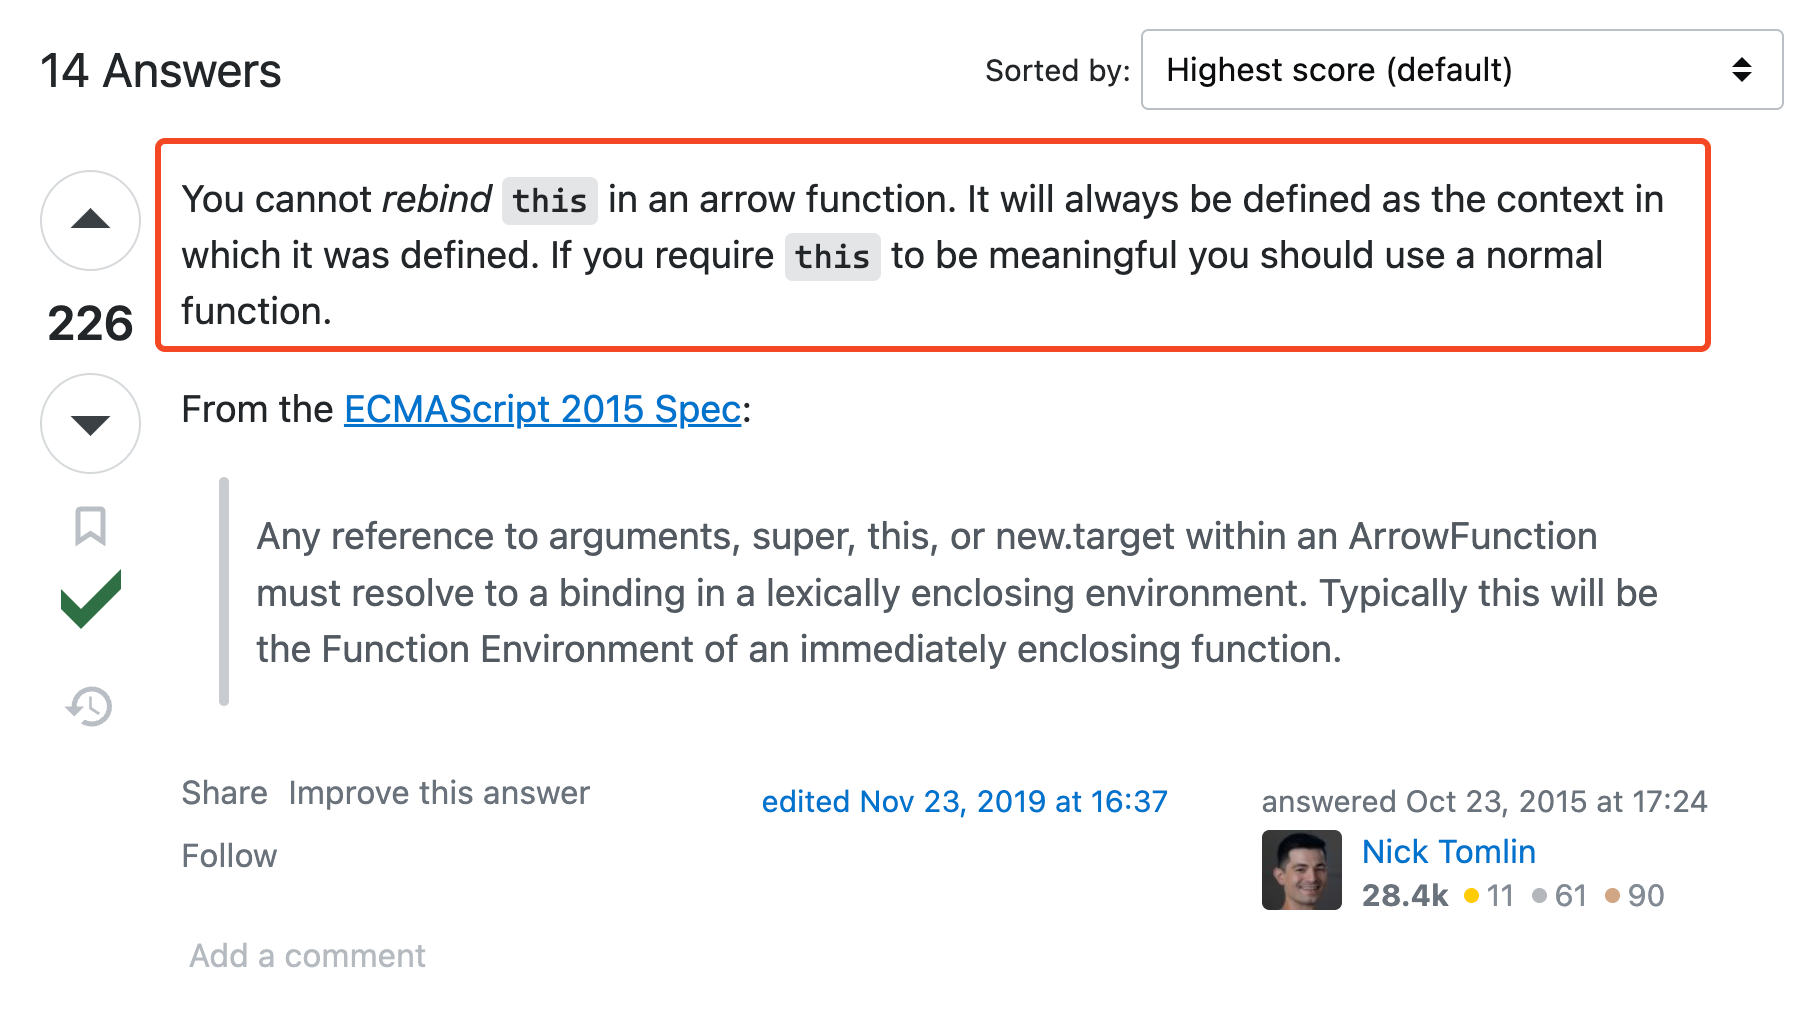 14 Answers
Sorted by: Highest score (default)
You cannot rebind this in an arrow function. It will always be defined as the context in
which it was defined. If you require this to be meaningful you should use a normal
function.
226
From the ECMAScript 2015 Spec:
Any reference to arguments, super, this, or new.target within an ArrowFunction
must resolve to a binding in a lexically enclosing environment. Typically this will be
the Function Environment of an immediately enclosing function.
Share Improve this answer
Follow
edited Nov 23, 2019 at 16:37
answered Oct 23, 2015 at 17:24
Nick Tomlin
28.4k 11 61 90
Add a comment